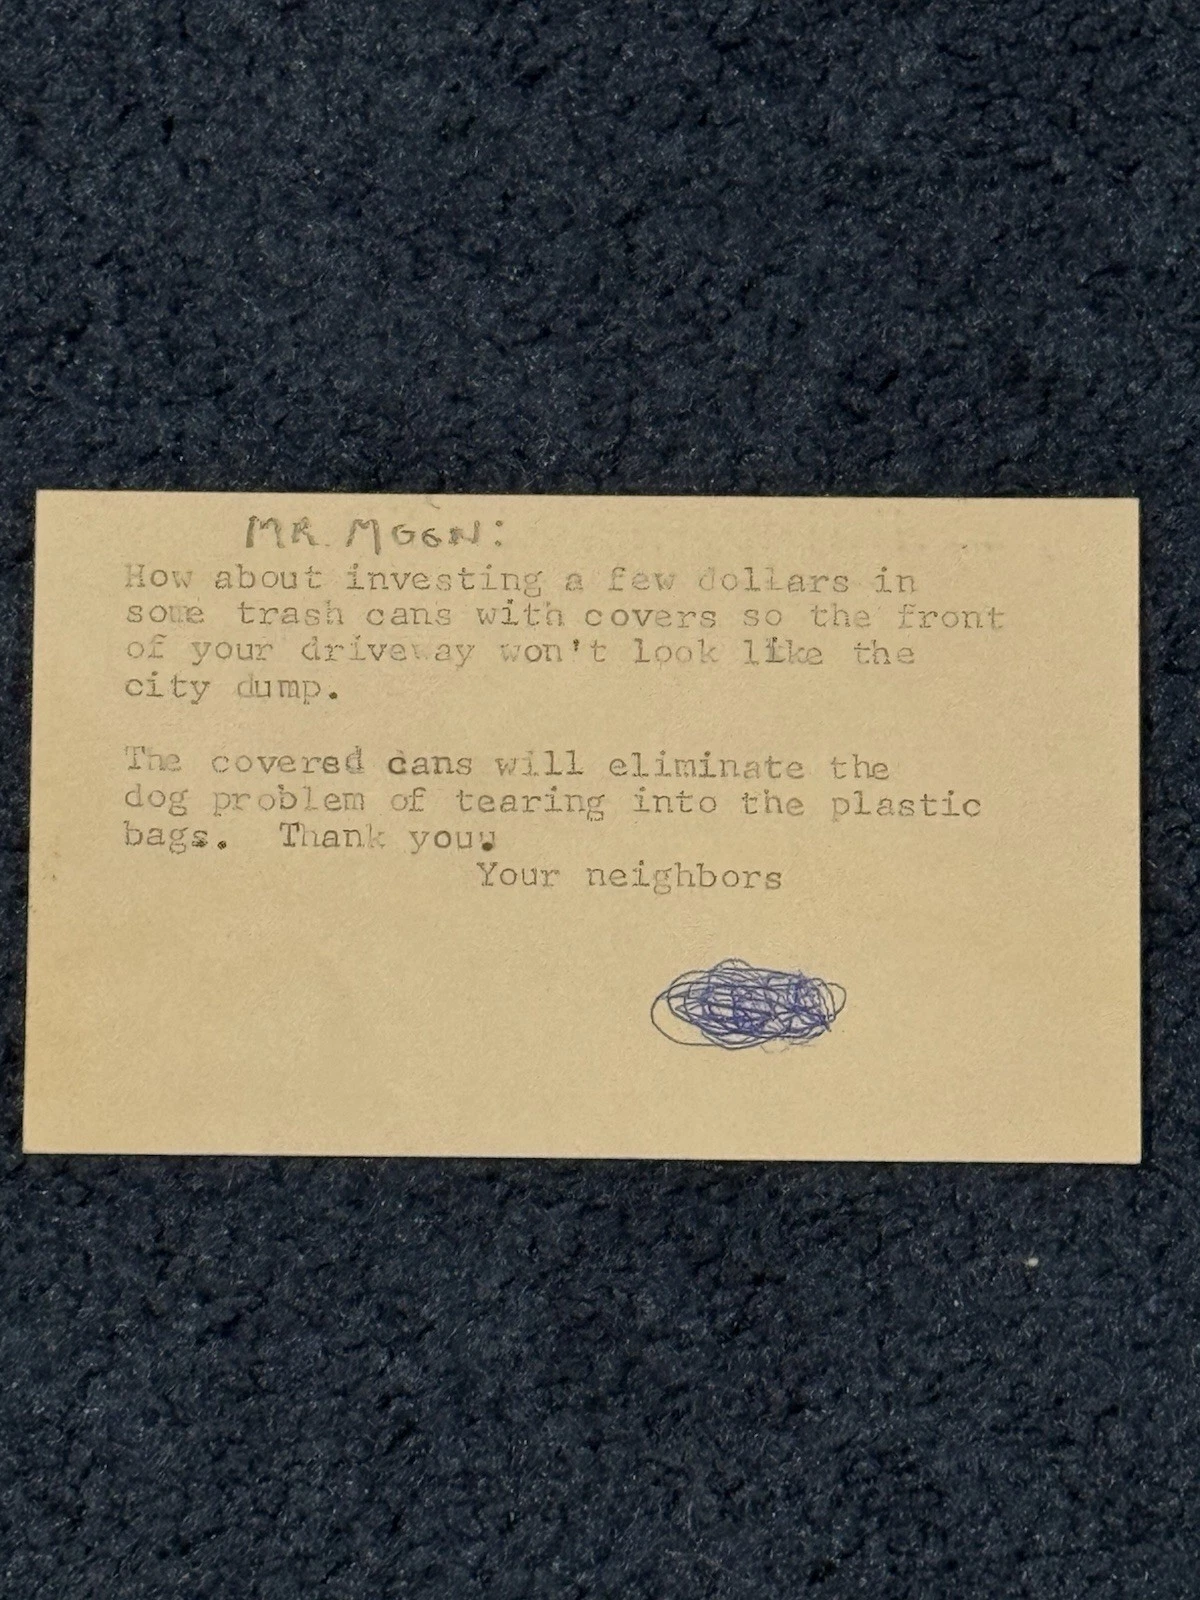 MR. MOON:
How about investing a few dollars in
some trash cans with covers so the front
of your driveway won't look like the
city dump.
The covered cans will eliminate the
dog problem of tearing into the plastic
bags. Thank you.
Your neighbors